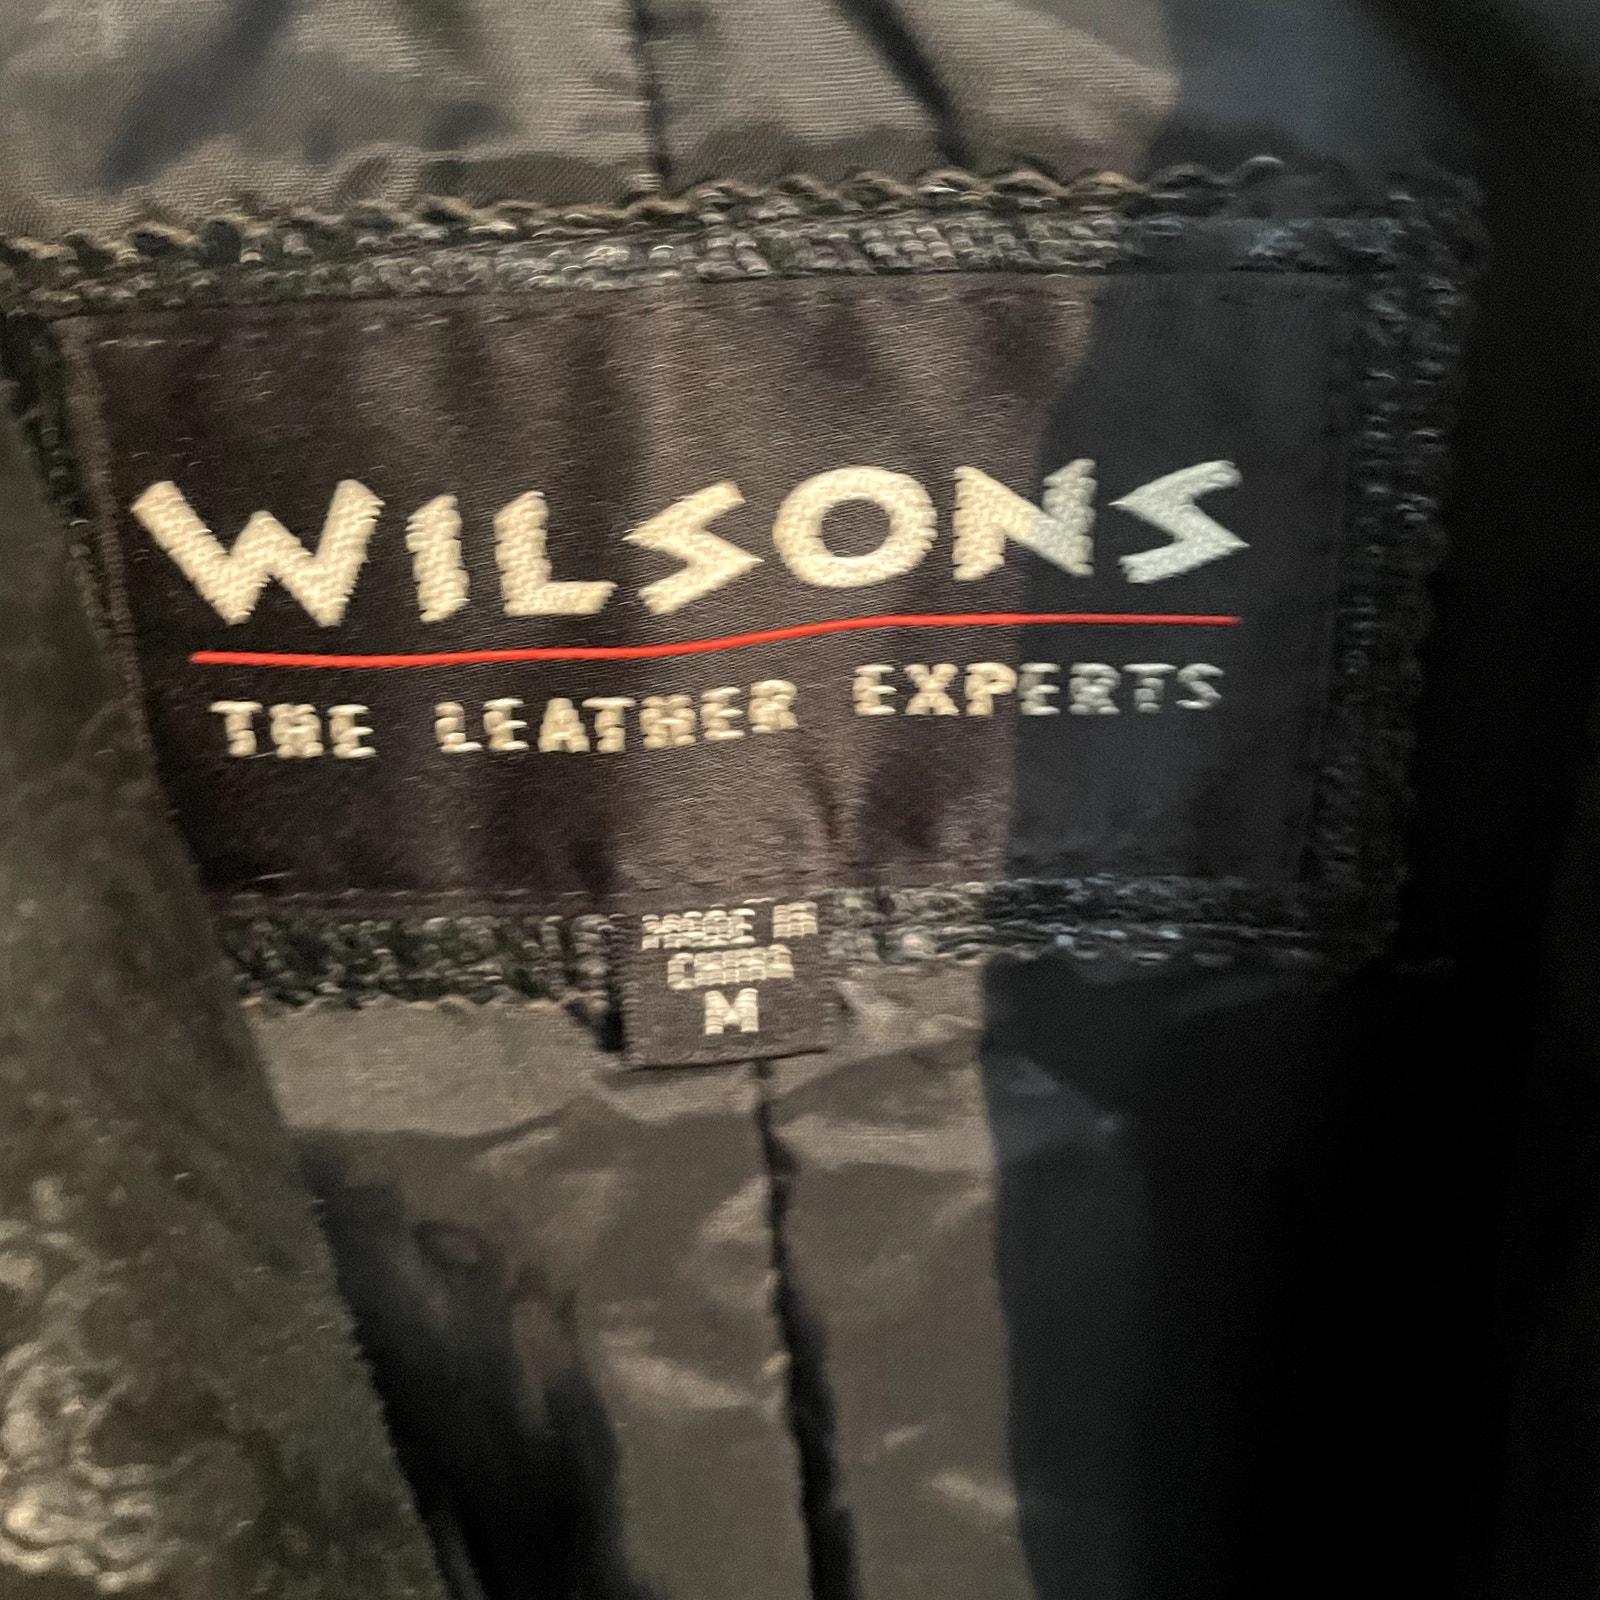 WILSONS
THE LEATHER EXPERTS
MADE IN
CHINA
M